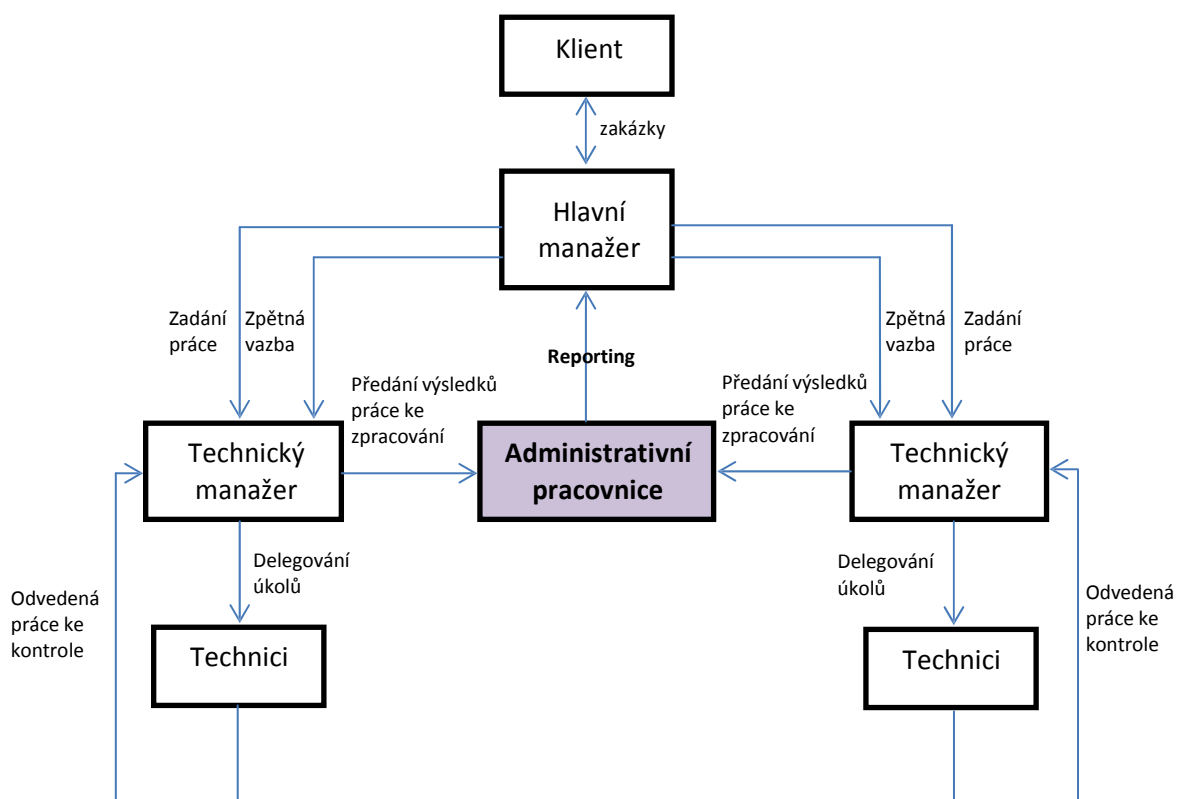 Klient
zakázky
Hlavní
manažer
Zadání
práce
Zpětná
vazba
Zpětná
vazba
Zadání
práce
Reporting
Předání výsledků
práce ke
zpracování
Předání výsledků
práce ke
zpracování
Technický
manažer
Administrativní
pracovnice
Technický
manažer
Delegování
úkolů
Delegování
úkolů
Odvedená
práce ke
kontrole
Odvedená
práce ke
kontrole
Technici
Technici